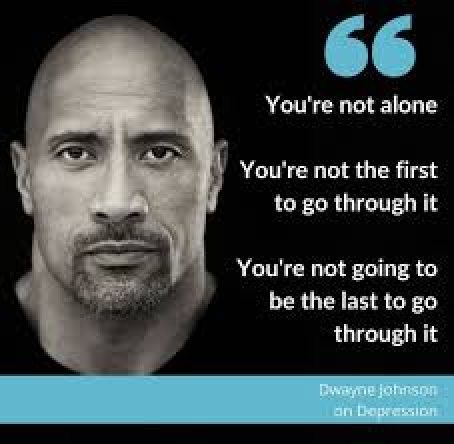 You're not alone
You're not the first
to go through it
You're not going to
be the last to go
through it
Dwayne Johnson
on Depression